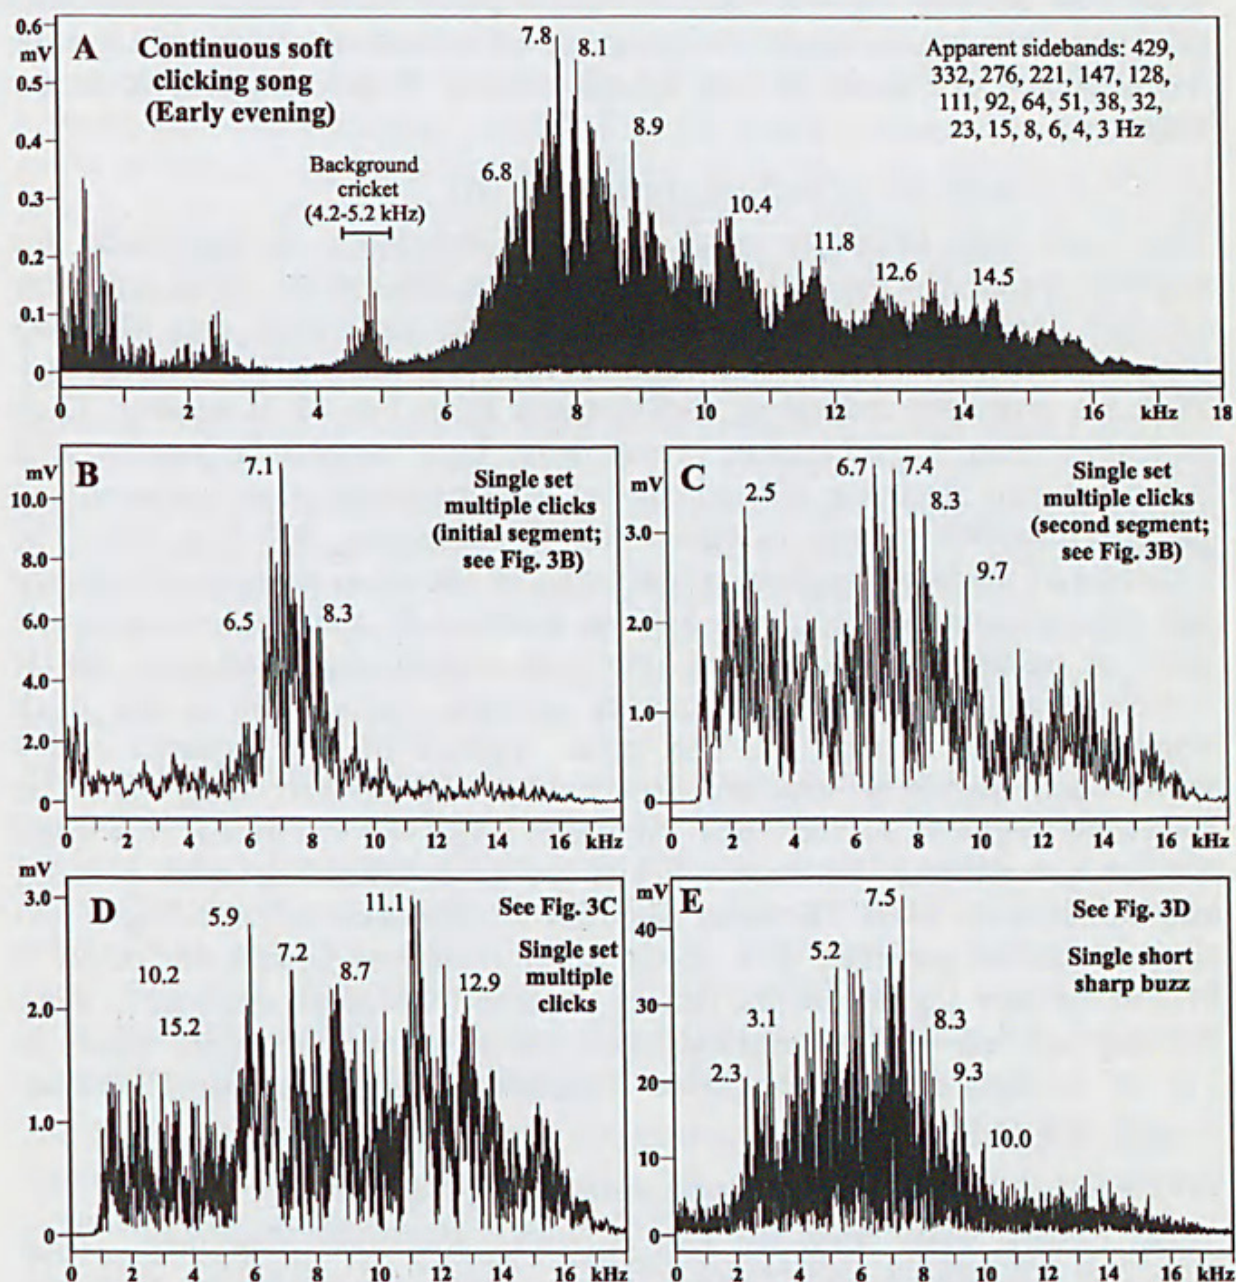 A
Continuous soft
clicking song
(Early evening)
Apparent sidebands: 429,
332, 276, 221, 147, 128,
111, 92, 64, 51, 38, 32,
23, 15, 8, 6, 4, 3 Hz
Background
cricket
(4.2-5.2 kHz)
6.8
7.8
8.1
8.9
10.4
11.8
12.6
14.5
0.6
mV
0.5
0.4
0.3
0.2
0.1
0
0 2 4 6 8 10 12 14 16 kHz 18
B
Single set
multiple clicks
(initial segment;
see Fig. 3B)
7.1
6.5
8.3
mV
10.0
8.0
6.0
4.0
2.0
0
0 2 4 6 8 10 12 14 16 kHz
C
Single set
multiple clicks
(second segment;
see Fig. 3B)
2.5
6.7
7.4
8.3
9.7
mV
3.0
2.0
1.0
0
0 2 4 6 8 10 12 14 16 kHz
D
See Fig. 3C
Single set
multiple
clicks
5.9
11.1
7.2
8.7
10.2
12.9
15.2
mV
3.0
2.0
1.0
0
0 2 4 6 8 10 12 14 16 kHz
E
See Fig. 3D
Single short
sharp buzz
7.5
5.2
3.1
8.3
2.3
9.3
10.0
mV
40
30
20
10
0
0 2 4 6 8 10 12 14 16 kHz